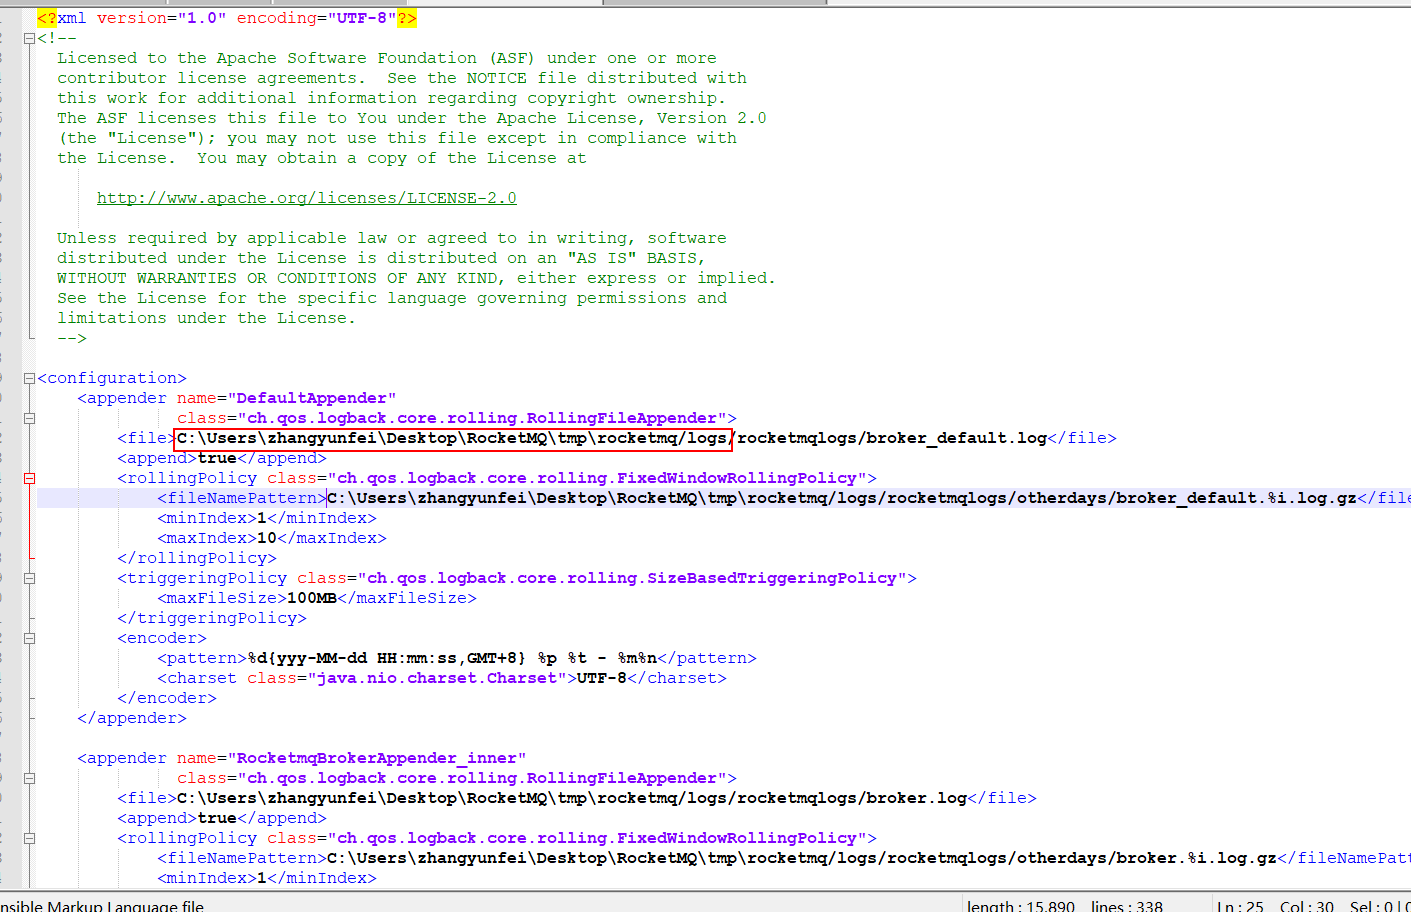 <?xml version="1.0" encoding="UTF-8"?>
<!--
Licensed to the Apache Software Foundation (ASF) under one or more
contributor license agreements.  See the NOTICE file distributed with
this work for additional information regarding copyright ownership.
The ASF licenses this file to You under the Apache License, Version 2.0
(the "License"); you may not use this file except in compliance with
the License.  You may obtain a copy of the License at
http://www.apache.org/licenses/LICENSE-2.0
Unless required by applicable law or agreed to in writing, software
distributed under the License is distributed on an "AS IS" BASIS,
WITHOUT WARRANTIES OR CONDITIONS OF ANY KIND, either express or implied.
See the License for the specific language governing permissions and
limitations under the License.
-->
<configuration>
<appender name="DefaultAppender"
class="ch.qos.logback.core.rolling.RollingFileAppender">
<file>C:\Users\zhangyunfei\Desktop\RocketMQ\tmp\rocketmq/logs/rocketmqlogs/broker_default.log</file>
<append>true</append>
<rollingPolicy class="ch.qos.logback.core.rolling.FixedWindowRollingPolicy">
<fileNamePattern>C:\Users\zhangyunfei\Desktop\RocketMQ\tmp\rocketmq/logs/rocketmqlogs/otherdays/broker_default.%i.log.gz</file
<minIndex>1</minIndex>
<maxIndex>10</maxIndex>
</rollingPolicy>
<triggeringPolicy class="ch.qos.logback.core.rolling.SizeBasedTriggeringPolicy">
<maxFileSize>100MB</maxFileSize>
</triggeringPolicy>
<encoder>
<pattern>%d{yyy-MM-dd HH:mm:ss,GMT+8} %p %t - %m%n</pattern>
<charset class="java.nio.charset.Charset">UTF-8</charset>
</encoder>
</appender>
<appender name="RocketmqBrokerAppender_inner"
class="ch.qos.logback.core.rolling.RollingFileAppender">
<file>C:\Users\zhangyunfei\Desktop\RocketMQ\tmp\rocketmq/logs/rocketmqlogs/broker.log</file>
<append>true</append>
<rollingPolicy class="ch.qos.logback.core.rolling.FixedWindowRollingPolicy">
<fileNamePattern>C:\Users\zhangyunfei\Desktop\RocketMQ\tmp\rocketmq/logs/rocketmqlogs/otherdays/broker.%i.log.gz</fileNamePatt
<minIndex>1</minIndex>
nsible Markup Language file length : 15,890 lines : 338 Ln : 25 Col : 30 Sel : 0 | 0